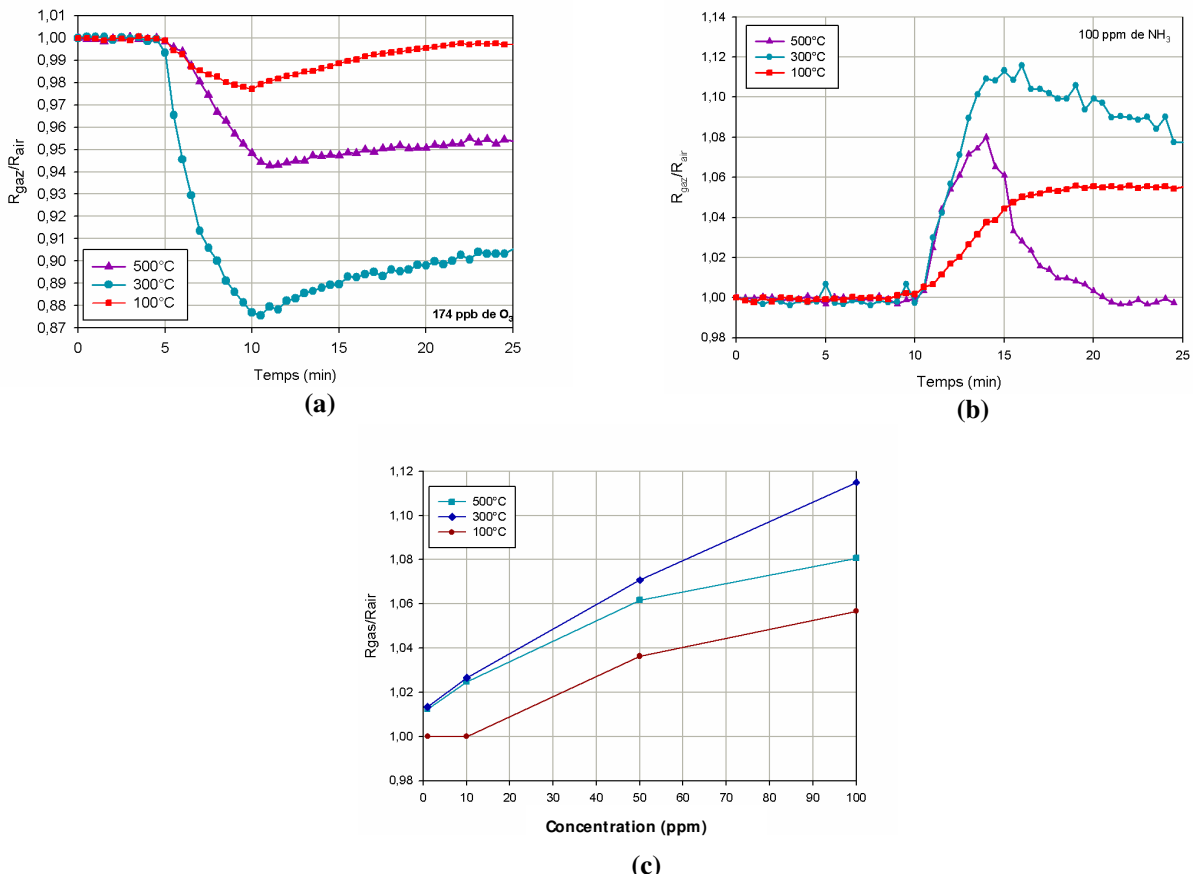 1,01
1,00
0,99
0,98
0,96
0,95
0,94
0,93
0,91
0,90
0,89
0,88
0,87
0
5
10
15
20
25
Rgaz/Rair
Temps (min)
500°C
300°C
100°C
174 ppb de O3
(a)
1,14
1,12
1,10
1,08
1,06
1,04
1,02
1,00
0,98
0
5
10
15
20
25
Rgaz/Rair
Temps (min)
500°C
300°C
100°C
100 ppm de NH3
(b)
1,12
1,10
1,08
1,06
1,04
1,02
1,00
0,98
0
10
20
30
40
50
60
70
80
90
100
Rgas/Rair
Concentration (ppm)
500°C
300°C
100°C
(c)